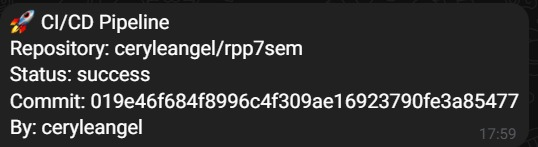 🚀 CI/CD Pipeline
Repository: ceryleangel/rpp7sem
Status: success
Commit: 019e46f684f8996c4f309ae16923790fe3a85477
By: ceryleangel
17:59